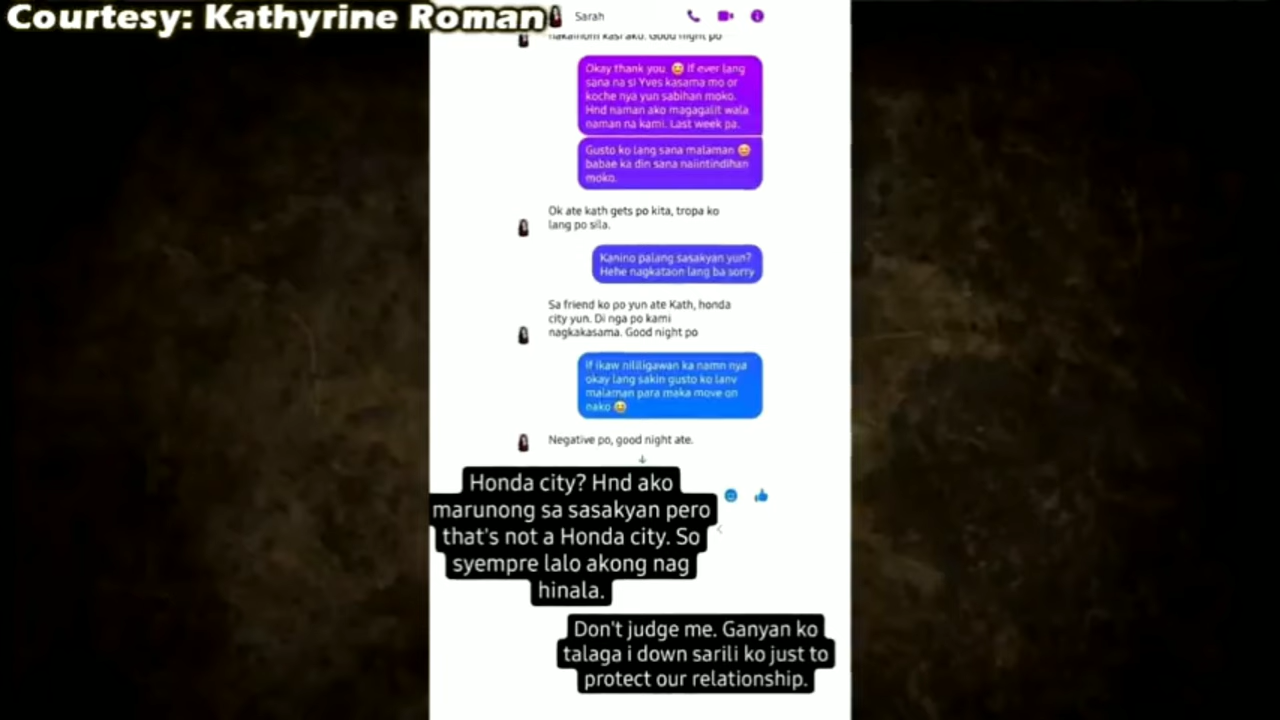 Courtesy: Kathyrine Roman
Sarah
nakainom kasi ako. Good night po
Okay thank you. 😅 If ever lang
sana na si Yves kasama mo or
koche nya yun sabihan moko.
Hnd naman ako magagalit wala
naman na kami. Last week pa.
Gusto ko lang sana malaman 😅
babae ka din sana naiintindihan
moko.
Ok ate kath gets po kita, tropa ko
lang po sila.
Kanino palang sasakyan yun?
Hehe nagkataon lang ba sorry
Sa friend ko po yun ate Kath, honda
city yun. Di nga po kami
nagkakasama. Good night po
If ikaw nililigawan ka namn nya
okay lang sakin gusto ko lanv
malaman para maka move on
nako 😆
Negative po, good night ate.
Honda city? Hnd ako
marunong sa sasakyan pero
that's not a Honda city. So
syempre lalo akong nag
hinala.
Don't judge me. Ganyan ko
talaga i down sarili ko just to
protect our relationship.